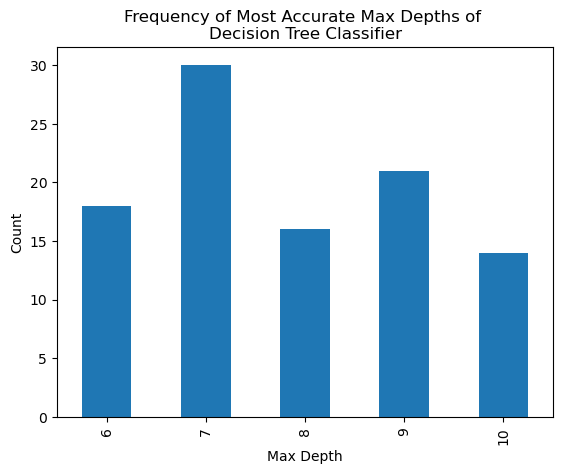 Frequency of Most Accurate Max Depths of
Decision Tree Classifier
30
25
20
15
10
5
0
Count
6 7 8 9 10
Max Depth